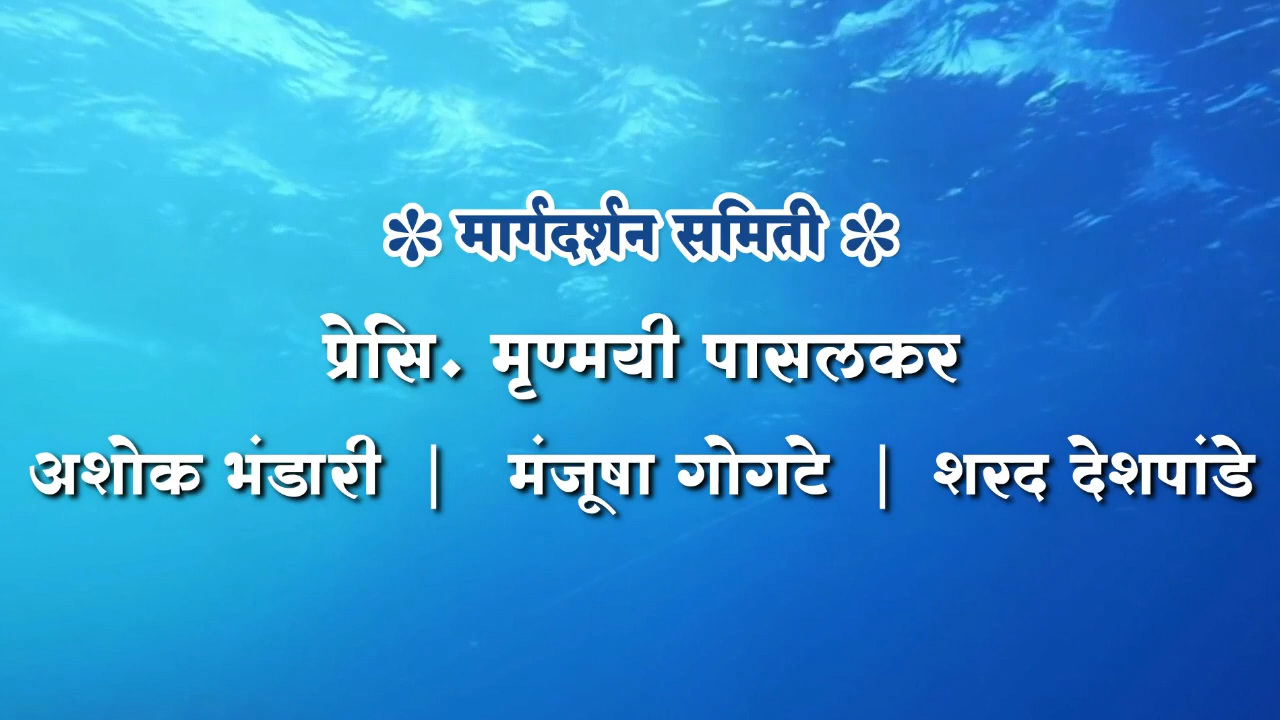 ❇ मार्गदर्शन समिती ❇
प्रेसि. मृण्मयी पासलकर
अशोक भंडारी | मंजूषा गोगटे | शरद देशपांडे